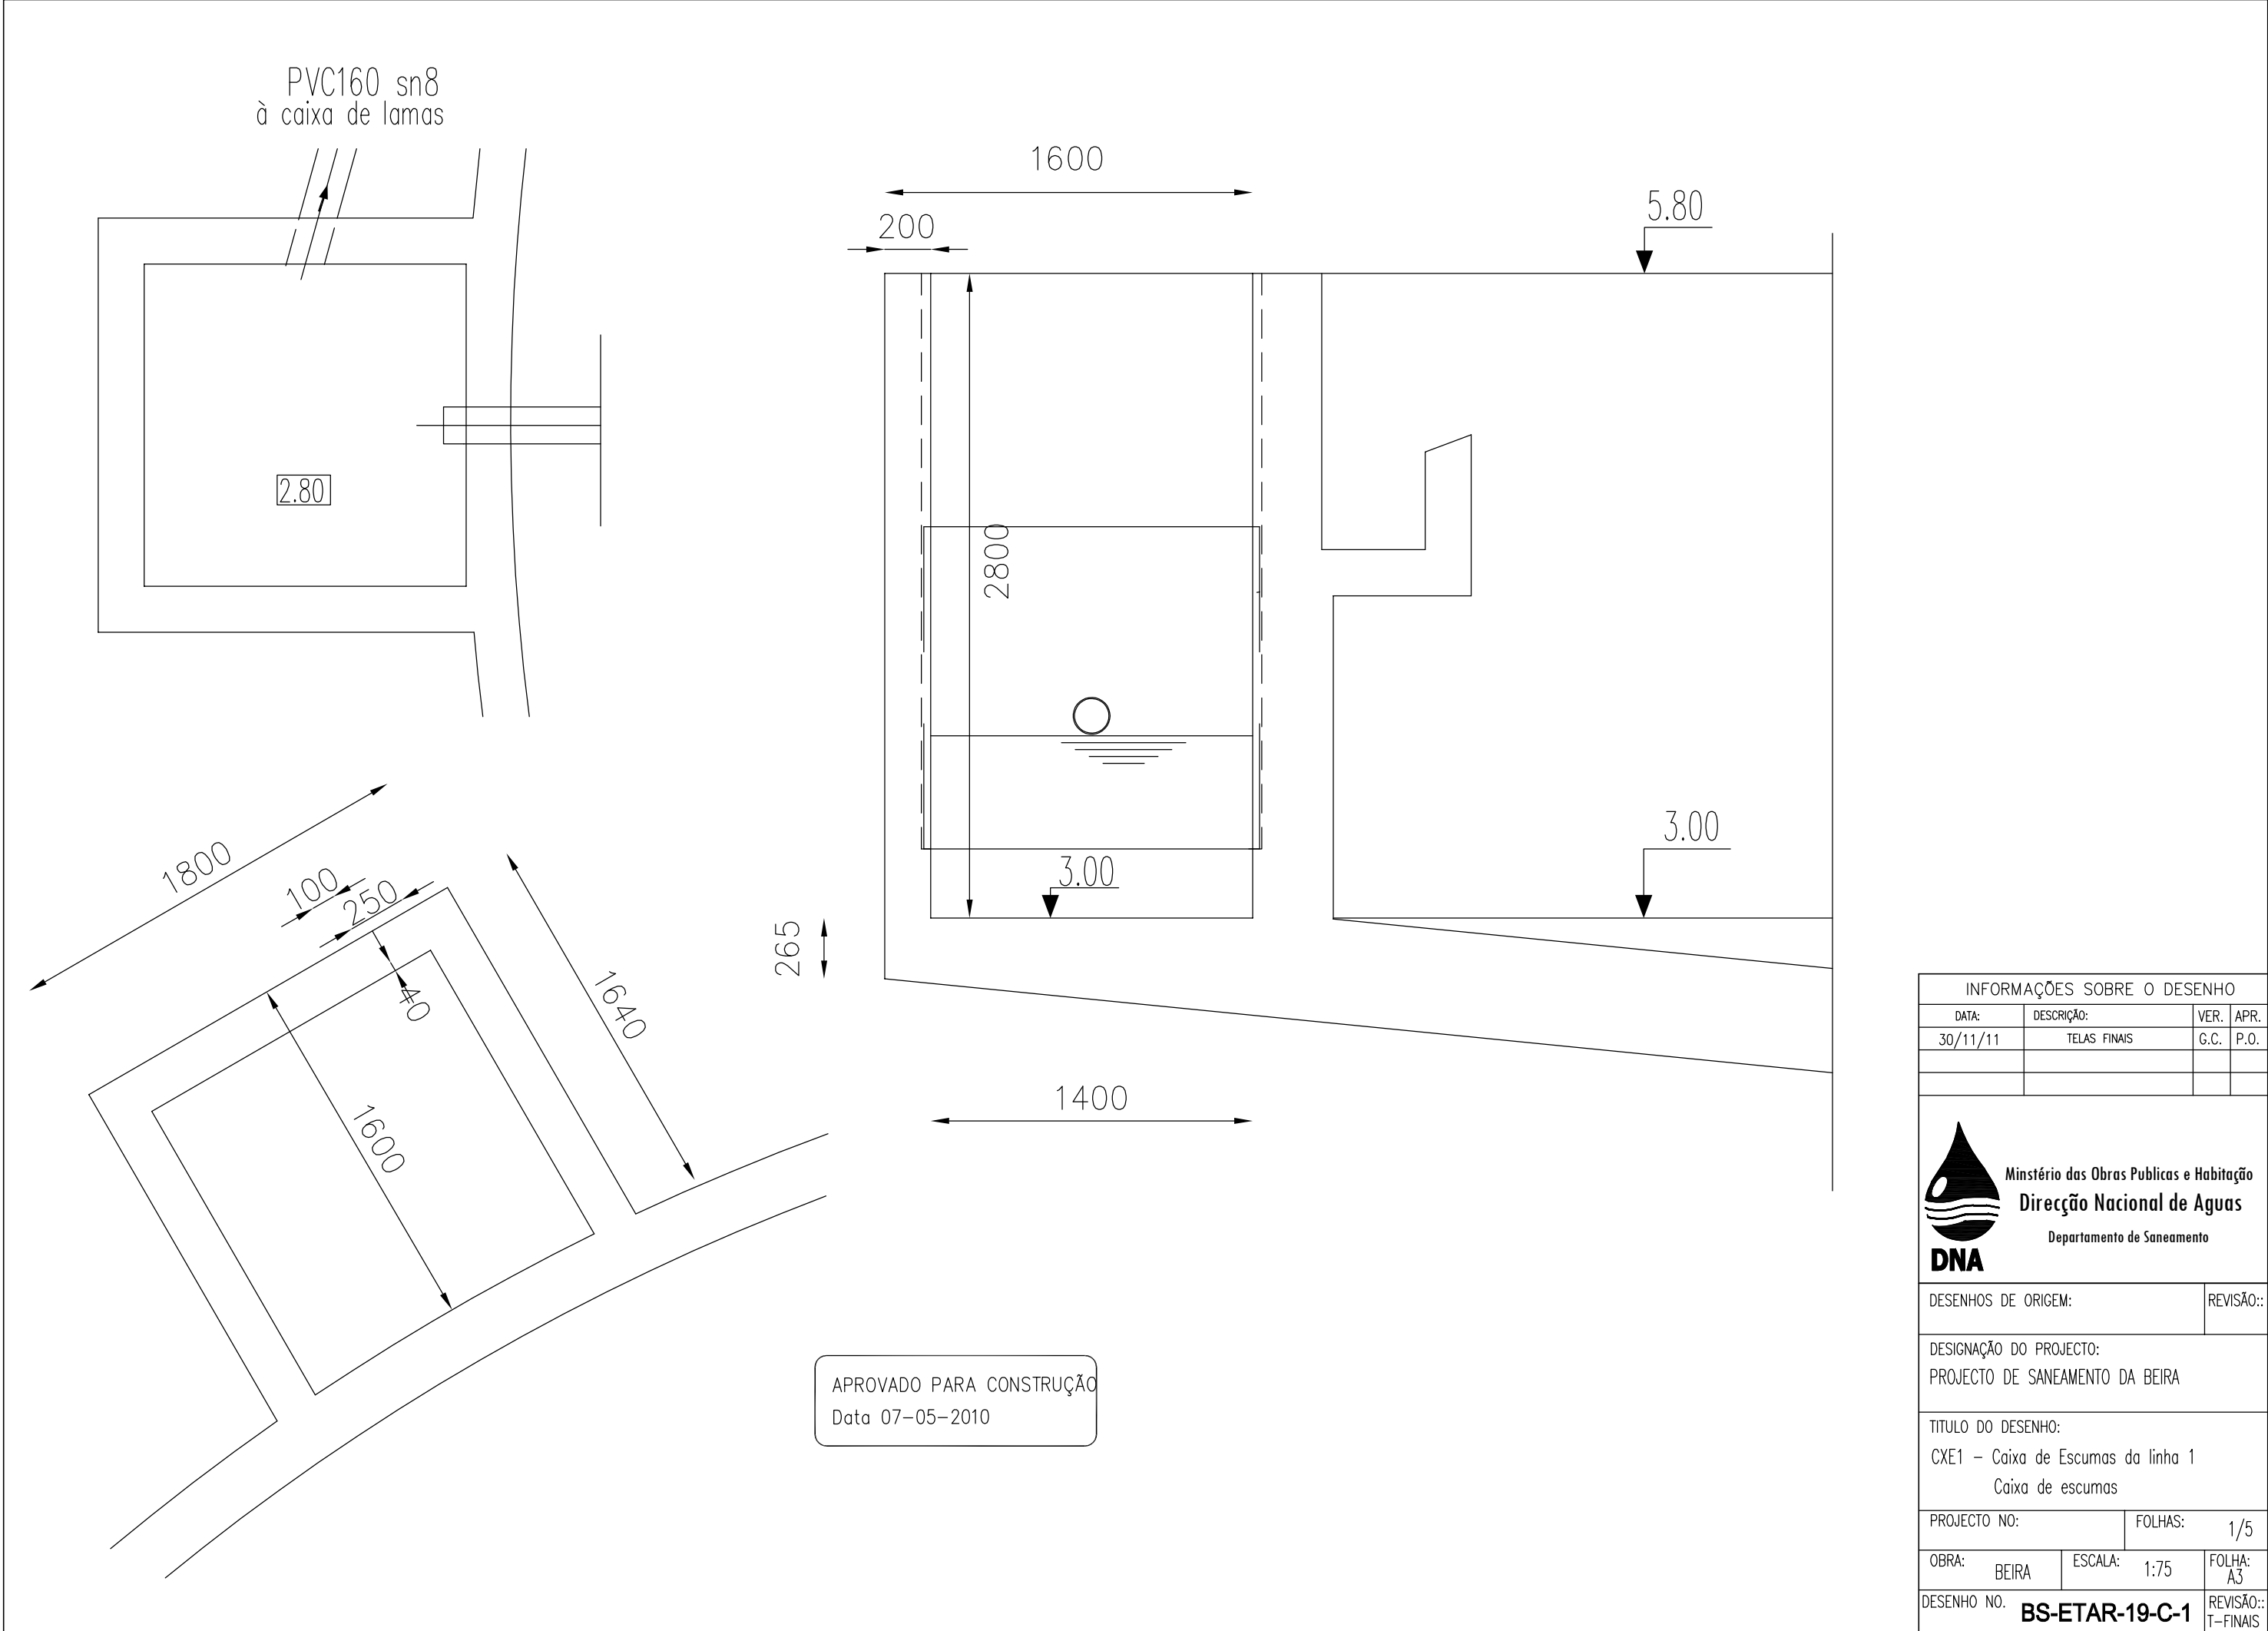 PVC160 sn8
à caixa de lamas
2.80
1600
200
5.80
2800
3.00
3.00
265
1400
1800
100
250
40
1640
1600
APROVADO PARA CONSTRUÇÃO
Data 07-05-2010
INFORMAÇÕES SOBRE O DESENHO
DATA: DESCRIÇÃO: VER. APR.
30/11/11 TELAS FINAIS G.C. P.O.
Minstério das Obras Publicas e Habitação
Direcção Nacional de Aguas
Departamento de Saneamento
DNA
DESENHOS DE ORIGEM: REVISÃO::
DESIGNAÇÃO DO PROJECTO:
PROJECTO DE SANEAMENTO DA BEIRA
TITULO DO DESENHO:
CXE1 - Caixa de Escumas da linha 1
Caixa de escumas
PROJECTO NO: FOLHAS: 1/5
OBRA: BEIRA ESCALA: 1:75 FOLHA: A3
DESENHO NO. BS-ETAR-19-C-1 REVISÃO:: T-FINAIS